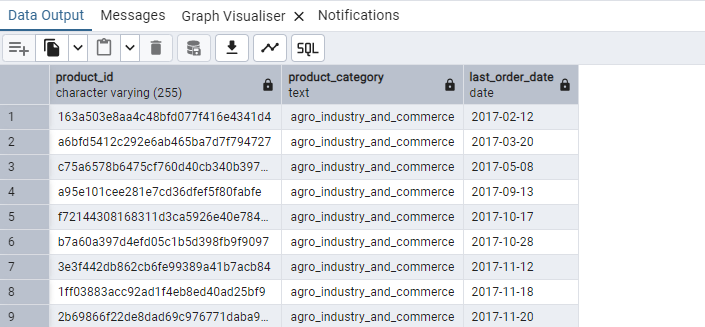 Data Output Messages Graph Visualiser Notifications
SQL
product_id product_category last_order_date
character varying (255) text date
1 163a503e8aa4c48bfd077f416e4341d4 agro_industry_and_commerce 2017-02-12
2 a6bfd5412c292e6ab465ba7d7f794727 agro_industry_and_commerce 2017-03-20
3 c75a6578b6475cf760d40cb340b397... agro_industry_and_commerce 2017-05-08
4 a95e101cee281e7cd36dfef5f80fabfe agro_industry_and_commerce 2017-09-13
5 f72144308168311d3ca5926e40e784... agro_industry_and_commerce 2017-10-17
6 b7a60a397d4efd05c1b5d398fb9f9097 agro_industry_and_commerce 2017-10-28
7 3e3f442db862cb6fe99389a41b7acb84 agro_industry_and_commerce 2017-11-12
8 1ff03883acc92ad1f4eb8ed40ad25bf9 agro_industry_and_commerce 2017-11-18
9 2b69866f22de8dad69c976771daba9... agro_industry_and_commerce 2017-11-20